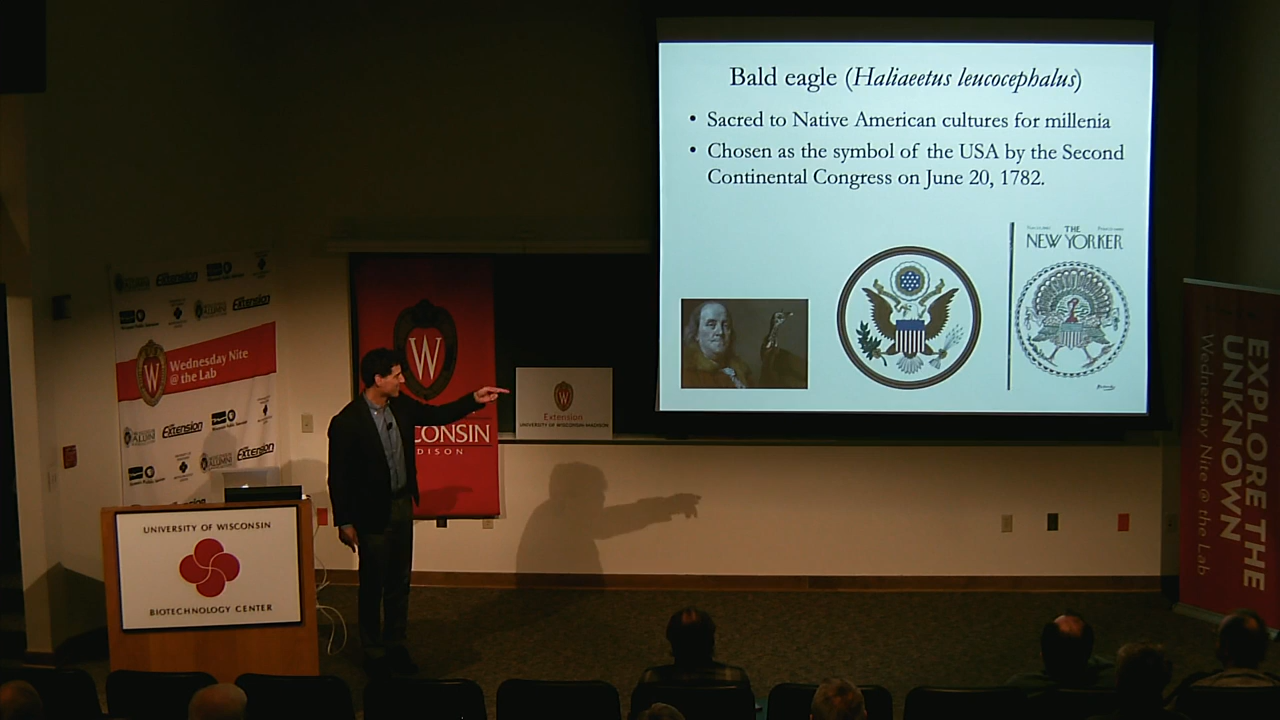 Bald eagle (Haliaeetus leucocephalus)
• Sacred to Native American cultures for millenia
• Chosen as the symbol of the USA by the Second
Continental Congress on June 20, 1782.
THE
NEW YORKER
Extension
Extension
Wednesday Nite
@ the Lab
Extension
Extension
W
W
CONSIN
DISON
Extension
UNIVERSITY OF WISCONSIN-MADISON
UNIVERSITY OF WISCONSIN
BIOTECHNOLOGY CENTER
EXPLORE THE
UNKNOWN
Wednesday Nite @ the Lab